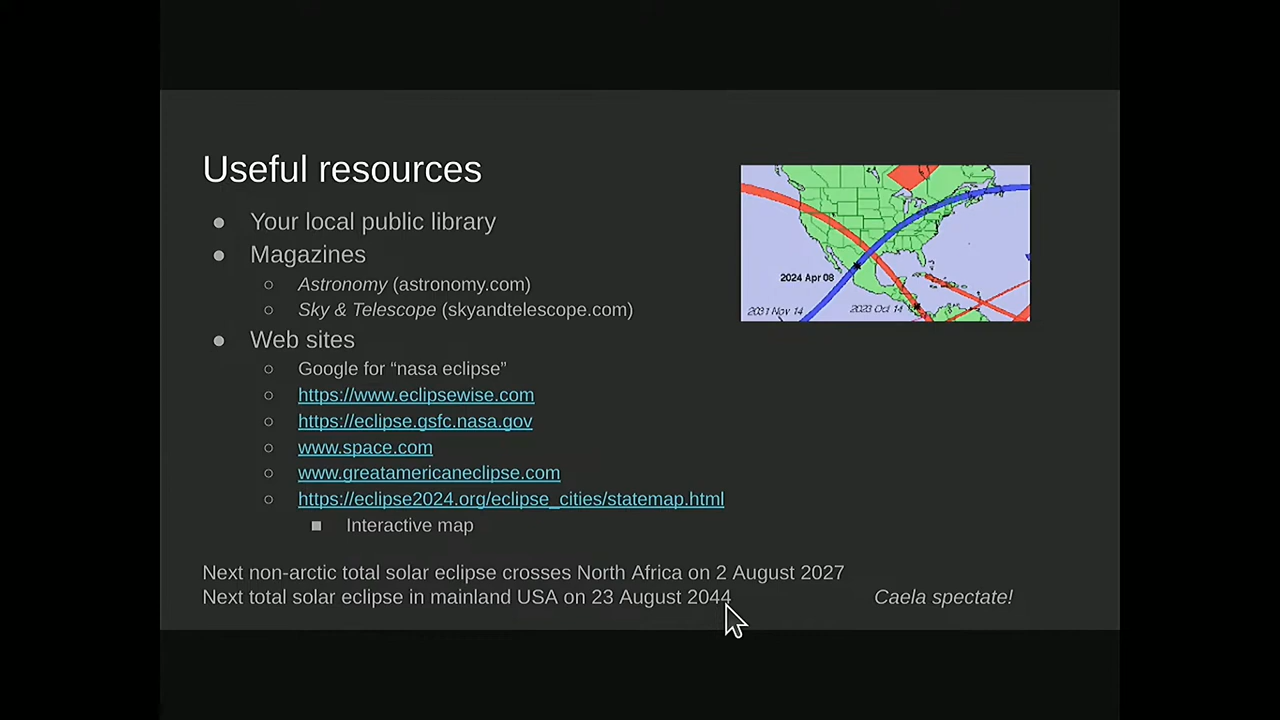 Useful resources
● Your local public library
● Magazines
○ Astronomy (astronomy.com)
○ Sky & Telescope (skyandtelescope.com)
● Web sites
○ Google for “nasa eclipse”
○ https://www.eclipsewise.com
○ https://eclipse.gsfc.nasa.gov
○ www.space.com
○ www.greatamericaneclipse.com
○ https://eclipse2024.org/eclipse_cities/statemap.html
■ Interactive map
2024 Apr 08
2031 Nov 14
2023 Oct 14
Next non-arctic total solar eclipse crosses North Africa on 2 August 2027
Next total solar eclipse in mainland USA on 23 August 2044
Caela spectate!